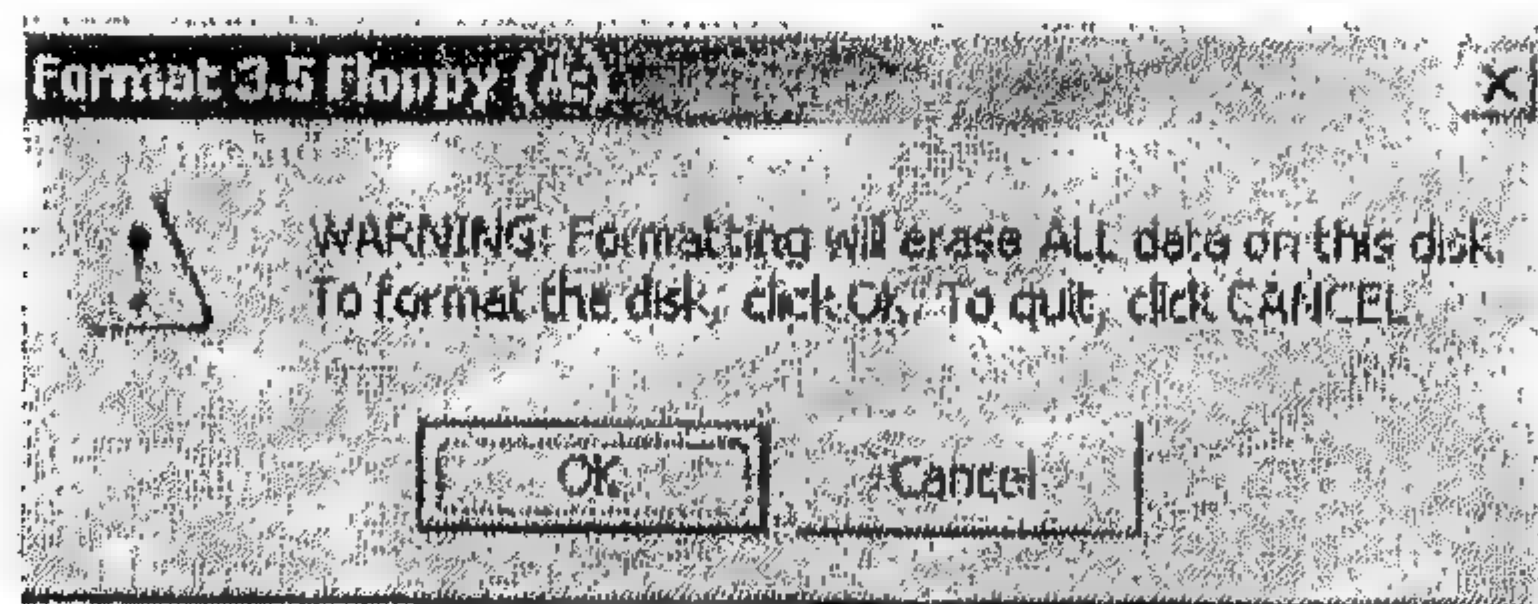 Format 3.5 Floppy (A:)
WARNING: Formatting will erase ALL data on this disk.
To format the disk, click OK. To quit, click CANCEL.
OK
Cancel